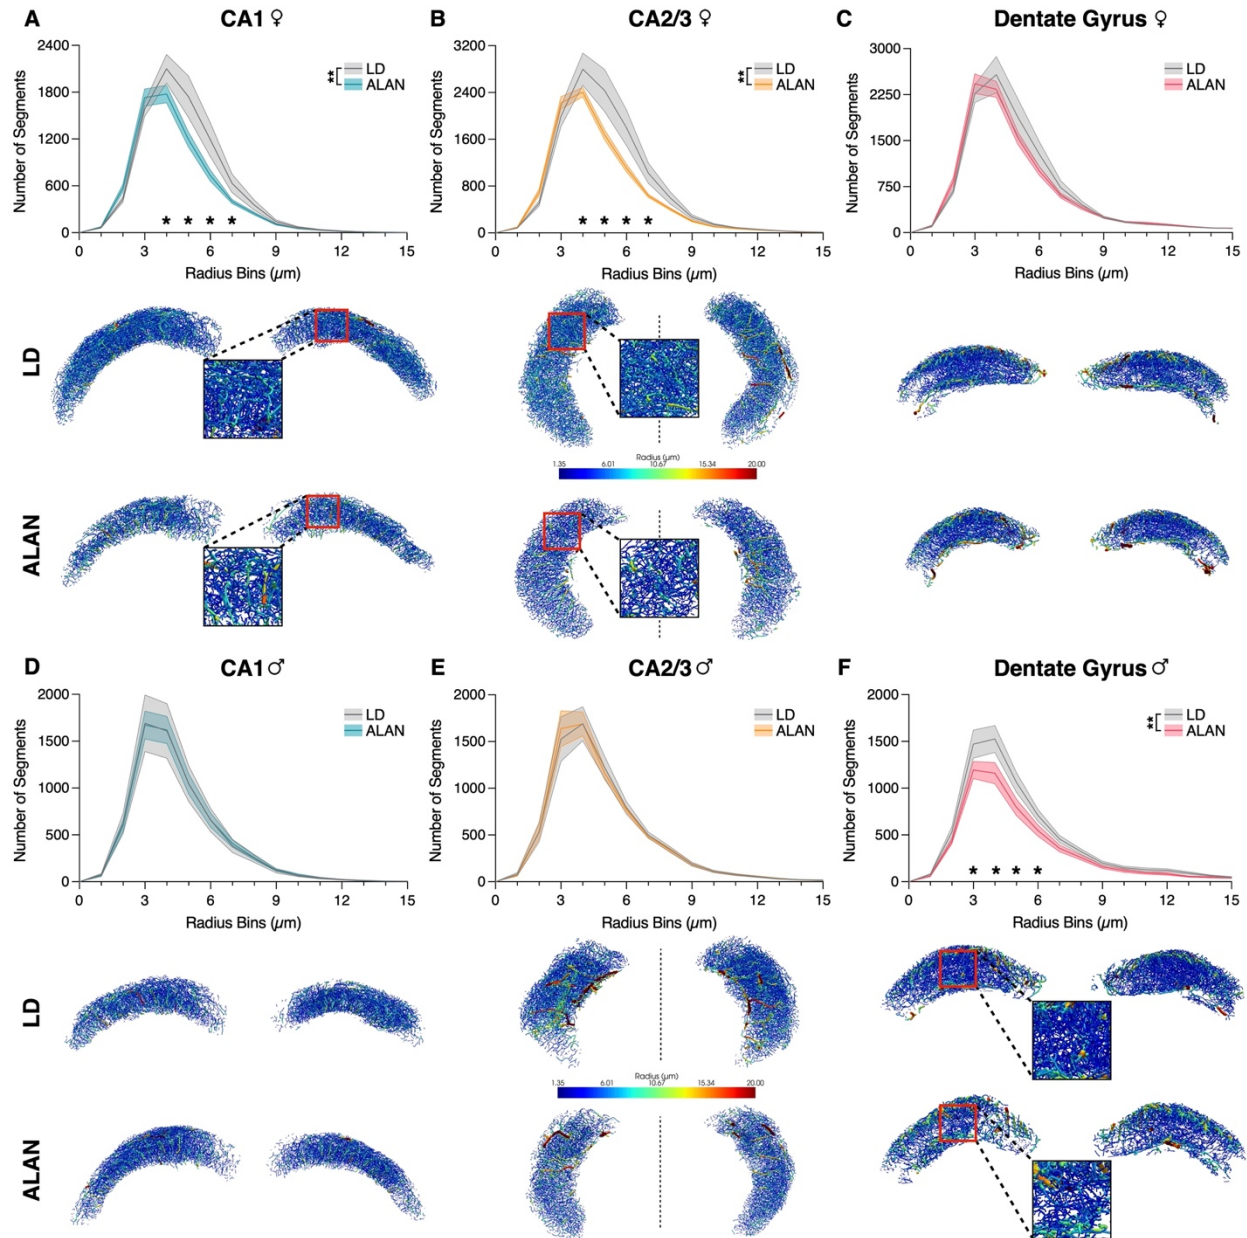 A CA1 ♀
2400
1800
1200
600
0
0 3 6 9 12 15
Number of Segments
Radius Bins (µm)
** LD
ALAN
* * * *
B CA2/3 ♀
3200
2400
1600
800
0
0 3 6 9 12 15
Number of Segments
Radius Bins (µm)
** LD
ALAN
* * * *
C Dentate Gyrus ♀
3000
2250
1500
750
0
0 3 6 9 12 15
Number of Segments
Radius Bins (µm)
LD
ALAN
LD
Radius (µm)
1.35 6.01 10.67 15.34 20.00
ALAN
D CA1 ♂
2000
1500
1000
500
0
0 3 6 9 12 15
Number of Segments
Radius Bins (µm)
LD
ALAN
E CA2/3 ♂
2000
1500
1000
500
0
0 3 6 9 12 15
Number of Segments
Radius Bins (µm)
LD
ALAN
F Dentate Gyrus ♂
2000
1500
1000
500
0
0 3 6 9 12 15
Number of Segments
Radius Bins (µm)
** LD
ALAN
* * * *
LD
Radius (µm)
1.35 6.01 10.67 15.34 20.00
ALAN